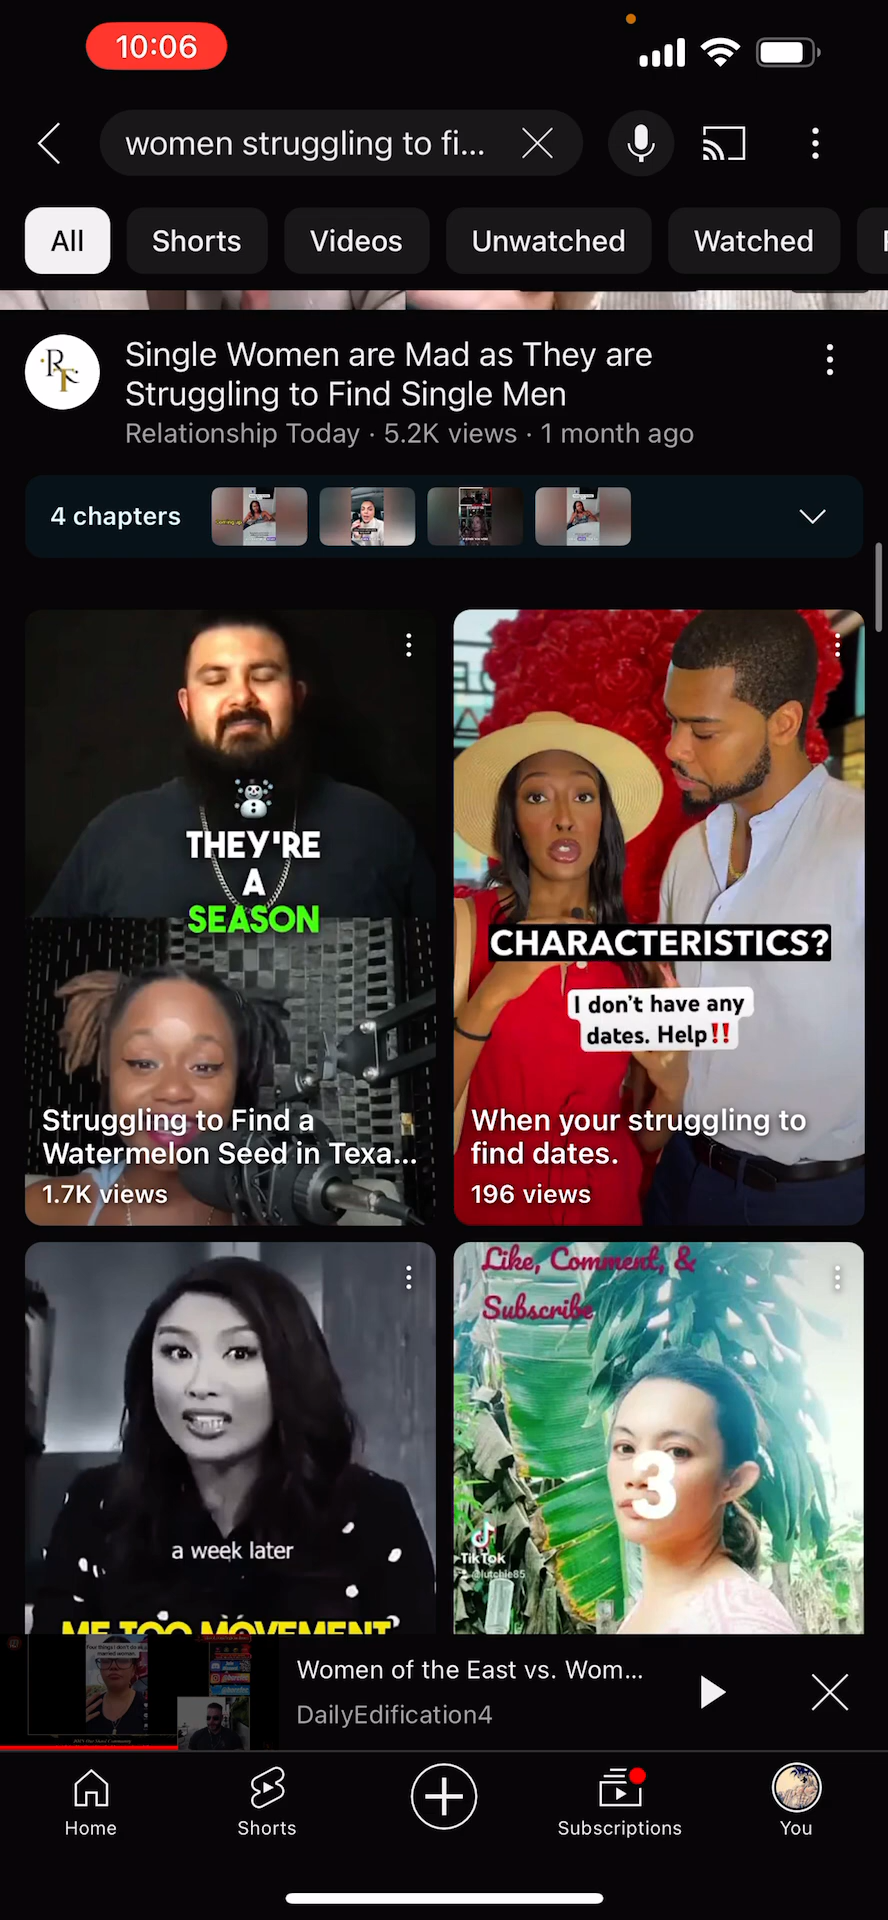 10:06
women struggling to fi...
All
Shorts
Videos
Unwatched
Watched
Single Women are Mad as They are
Struggling to Find Single Men
Relationship Today · 5.2K views · 1 month ago
4 chapters
THEY'RE
A
SEASON
Struggling to Find a
Watermelon Seed in Texa...
1.7K views
CHARACTERISTICS?
I don't have any
dates. Help‼️
When your struggling to
find dates.
196 views
a week later
ME TOO MOVEMENT
Like, Comment, &
Subscribe
3
TikTok
@lutchie85
Women of the East vs. Wom...
DailyEdification4
Home
Shorts
Subscriptions
You